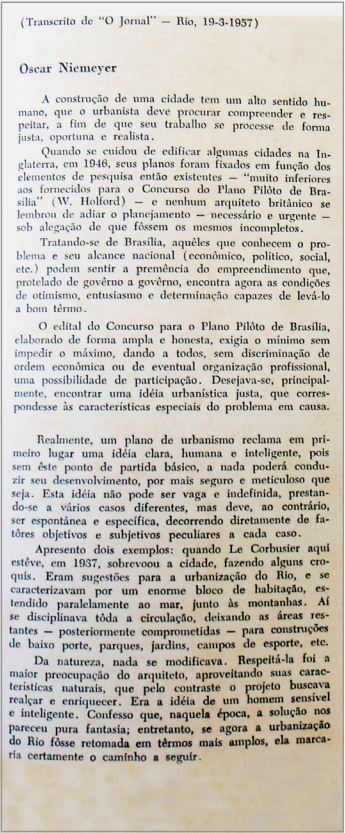 (Transcrito de "O Jornal" — Rio, 19-3-1957)
Oscar Niemeyer
A construção de uma cidade tem um alto sentido hu-
mano, que o urbanista deve procurar compreender e res-
peitar, a fim de que seu trabalho se processe de forma
justa, oportuna e realista.
Quando se cuidou de edificar algumas cidades na In-
glaterra, em 1946, seus planos foram fixados em função dos
elementos de pesquisa então existentes — "muito inferiores
aos fornecidos para o Concurso do Plano Pilôto de Bra-
sília" (W. Holford) — e nenhum arquiteto britânico se
lembrou de adiar o planejamento — necessário e urgente —
sob alegação de que fôssem os mesmos incompletos.
Tratando-se de Brasília, aquêles que conhecem o pro-
blema e seu alcance nacional (econômico, político, social,
etc.) podem sentir a premência do empreendimento que,
protelado de govêrno a govêrno, encontra agora as condições
de otimismo, entusiasmo e determinação capazes de levá-lo
a bom têrmo.
O edital do Concurso para o Plano Pilôto de Brasília,
elaborado de forma ampla e honesta, exigia o mínimo sem
impedir o máximo, dando a todos, sem discriminação de
ordem econômica ou de eventual organização profissional,
uma possibilidade de participação. Desejava-se, principal-
mente, encontrar uma idéia urbanística justa, que corres-
pondesse às características especiais do problema em causa.
Realmente, um plano de urbanismo reclama em pri-
meiro lugar uma idéia clara, humana e inteligente, pois
sem êste ponto de partida básico, a nada poderá condu-
zir seu desenvolvimento, por mais seguro e meticuloso que
seja. Esta idéia não pode ser vaga e indefinida, prestan-
do-se a vários casos diferentes, mas deve, ao contrário,
ser espontânea e específica, decorrendo diretamente de fa-
tôres objetivos e subjetivos peculiares a cada caso.
Apresento dois exemplos: quando Le Corbusier aqui
estêve, em 1937, sobrevoou a cidade, fazendo alguns cro-
quis. Eram sugestões para a urbanização do Rio, e se
caracterizavam por um enorme bloco de habitação, es-
tendido paralelamente ao mar, junto às montanhas. Aí
se disciplinava tôda a circulação, deixando as áreas res-
tantes — posteriormente comprometidas — para construções
de baixo porte, parques, jardins, campos de esporte, etc.
Da natureza, nada se modificava. Respeitá-la foi a
maior preocupação do arquiteto, aproveitando suas carac-
terísticas naturais, que pelo contraste o projeto buscava
realçar e enriquecer. Era a idéia de um homem sensível
e inteligente. Confesso que, naquela época, a solução nos
pareceu pura fantasia; entretanto, se agora a urbanização
do Rio fôsse retomada em têrmos mais amplos, ela marca-
ria certamente o caminho a seguir.